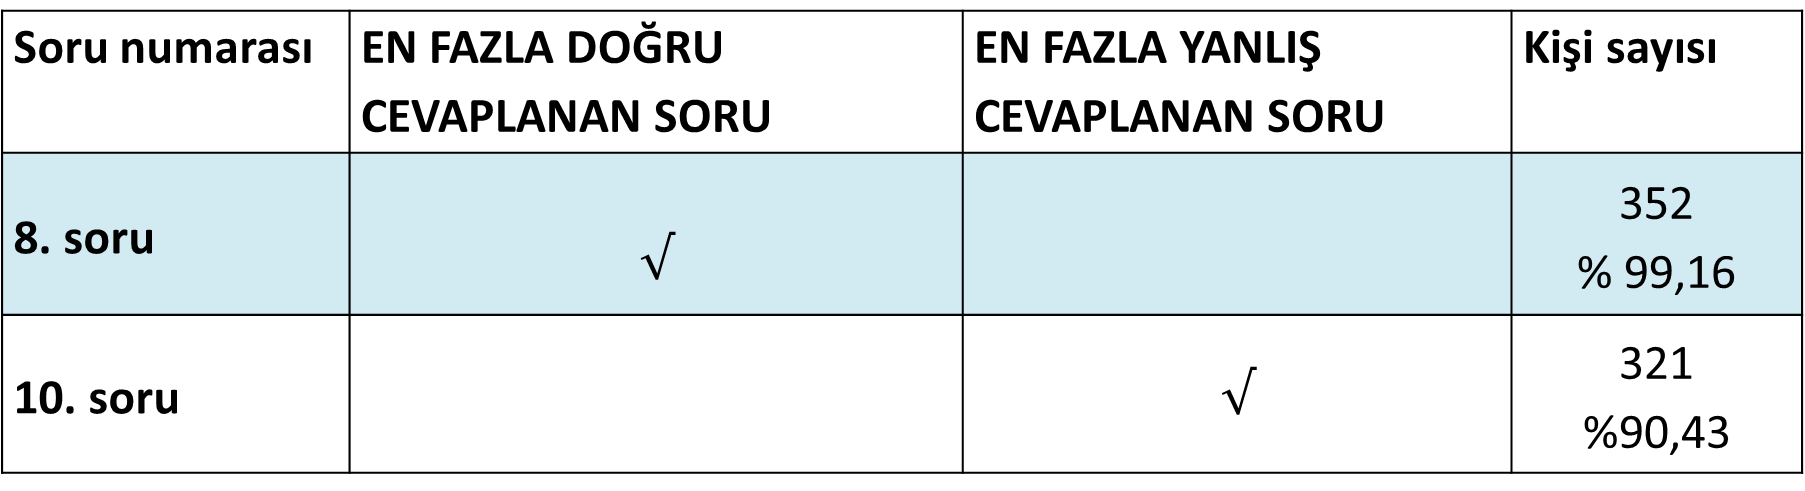 Soru numarası
EN FAZLA DOĞRU
CEVAPLANAN SORU
EN FAZLA YANLIŞ
CEVAPLANAN SORU
Kişi sayısı
8. soru
√
352
% 99,16
10. soru
√
321
%90,43